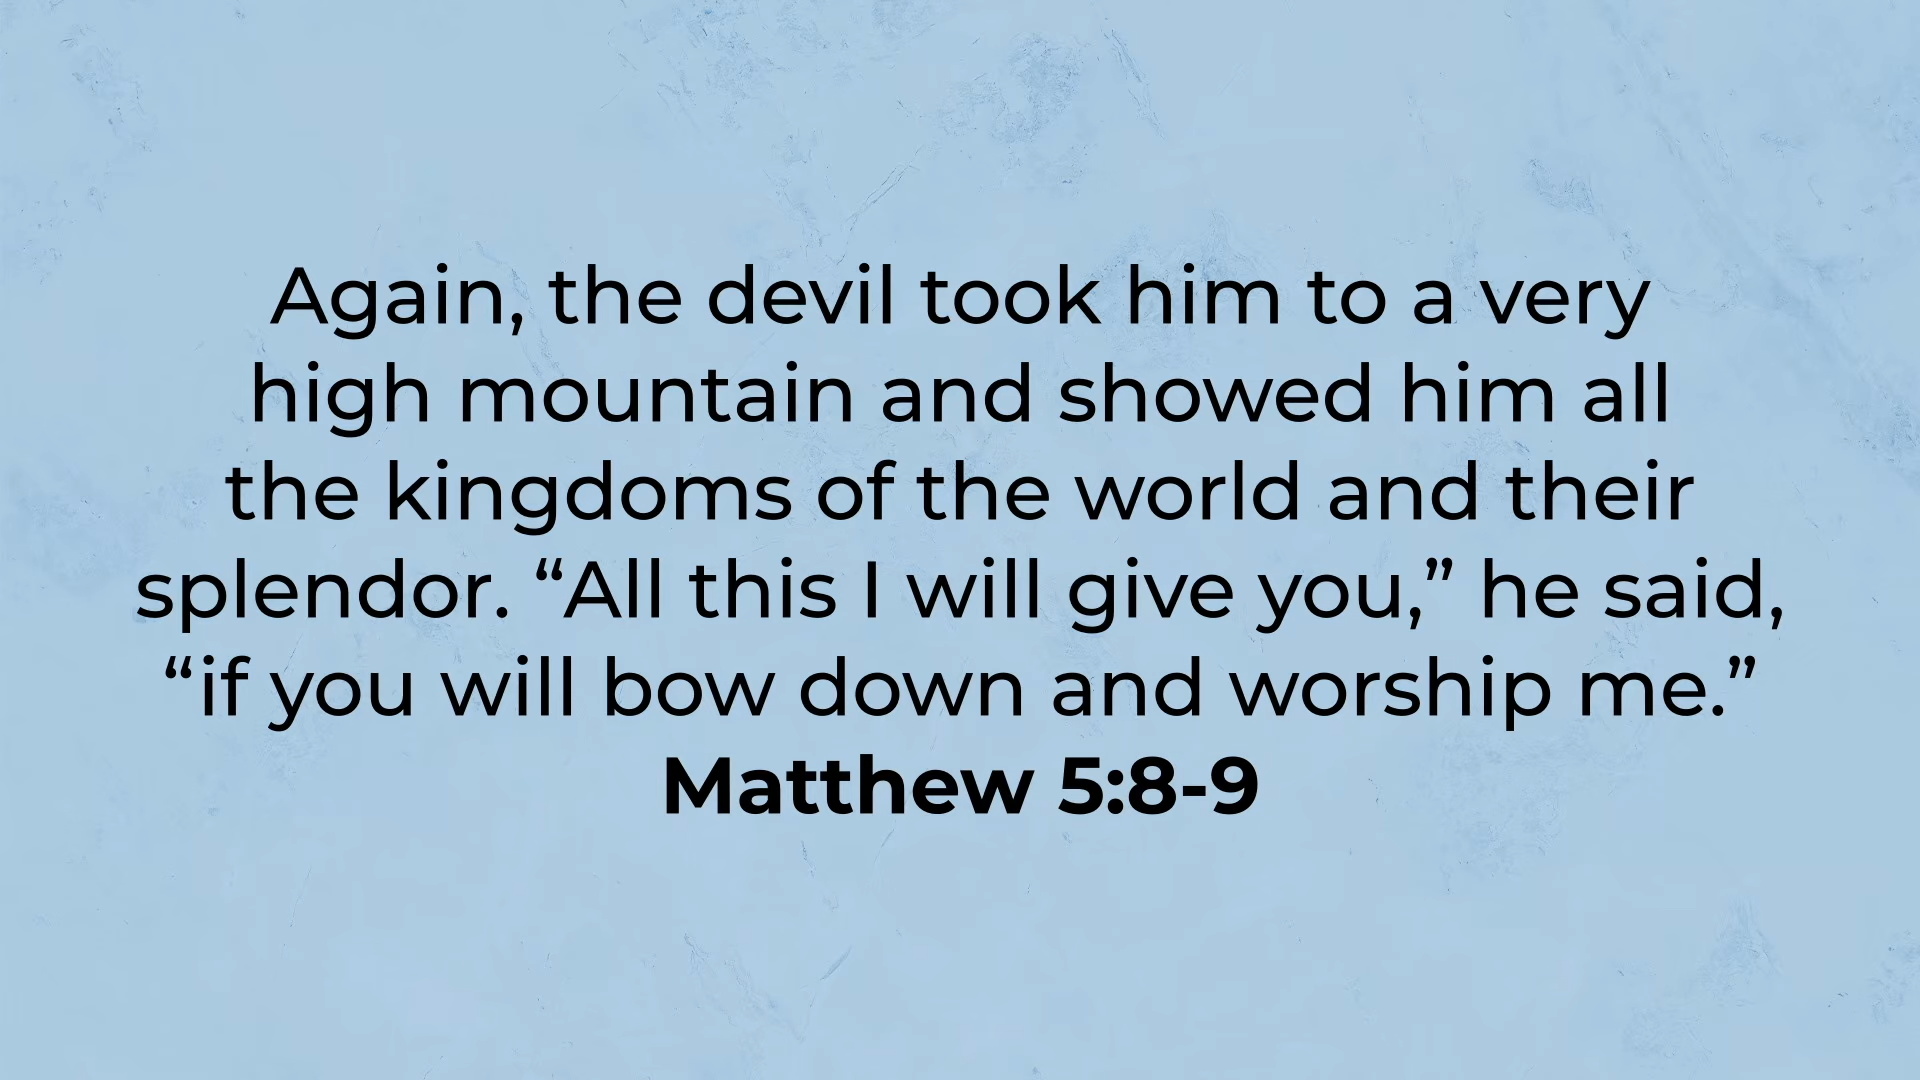 Again, the devil took him to a very
high mountain and showed him all
the kingdoms of the world and their
splendor. “All this I will give you,” he said,
“if you will bow down and worship me.”
Matthew 5:8-9